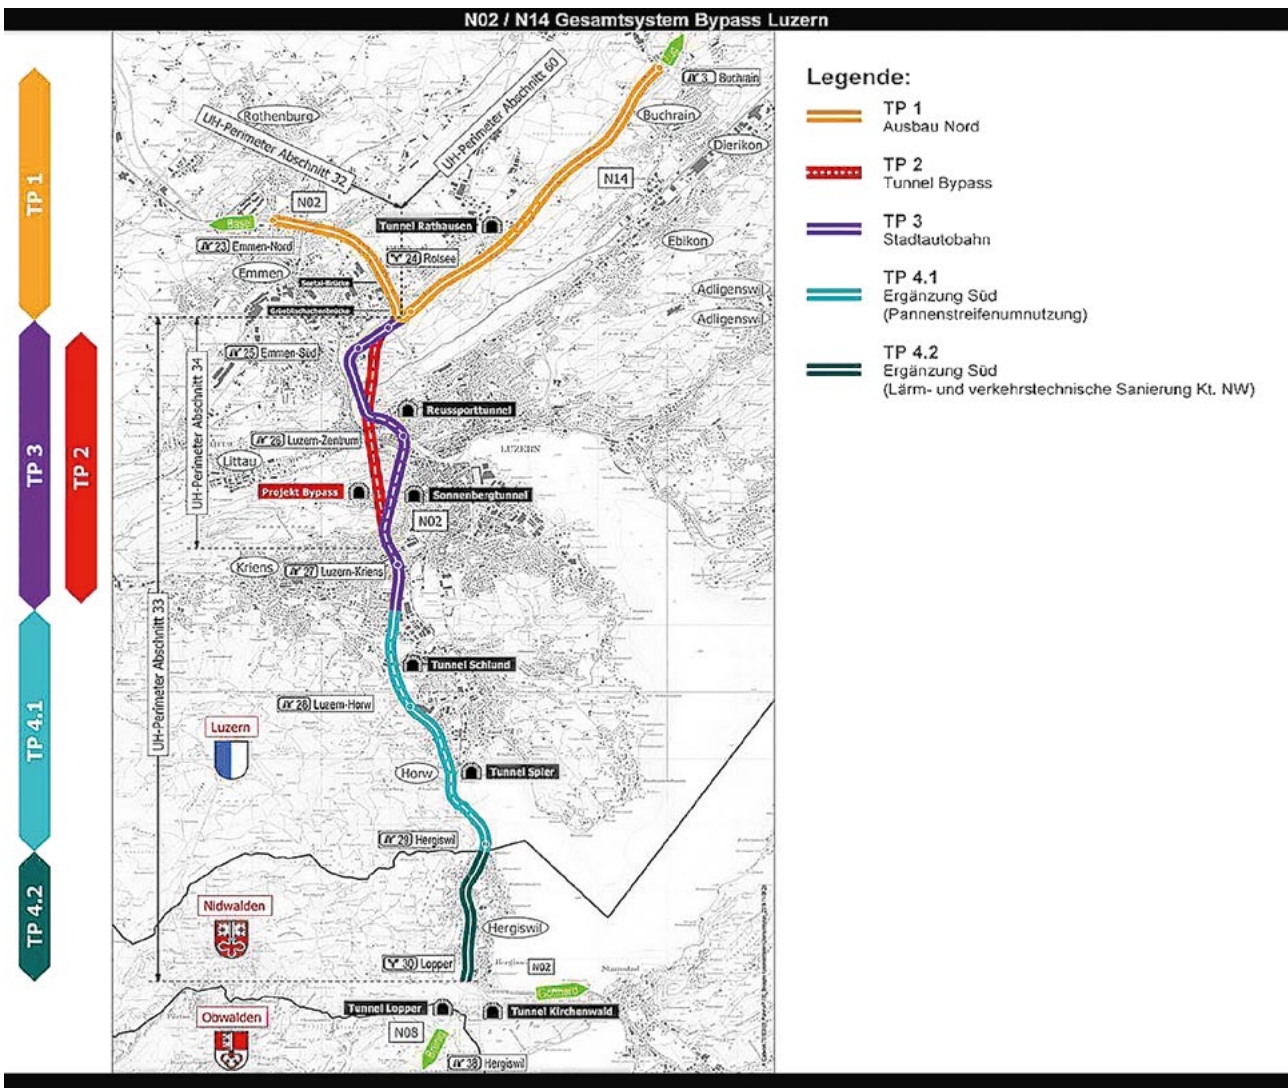 N02 / N14 Gesamtsystem Bypass Luzern
TP 1
TP 3
TP 2
TP 4.1
TP 4.2
3 Buchrain
UH-Perimeter Abschnitt 60
UH-Perimeter Abschnitt 32
Rothenburg
Buchrain
Dierikon
N14
N02
Basel
Tunnel Rathausen
23 Emmen-Nord
Ebikon
24 Rotsee
Emmen
Seetal-Brücke
Adligenswil
Adligenswil
25 Emmen-Süd
UH-Perimeter Abschnitt 34
Reussporttunnel
26 Luzern-Zentrum
LUZERN
Littau
Projekt Bypass
Sonnenbergtunnel
N02
Kriens
27 Luzern-Kriens
UH-Perimeter Abschnitt 33
Tunnel Schlund
28 Luzern-Horw
Luzern
Horw
Tunnel Spier
29 Hergiswil
Nidwalden
Hergiswil
30 Lopper
Hergiswil
N02
Stansstad
Gotthard
Obwalden
Tunnel Lopper
Tunnel Kirchenwald
N08
38 Hergiswil
Legende:
TP 1
Ausbau Nord
TP 2
Tunnel Bypass
TP 3
Stadtautobahn
TP 4.1
Ergänzung Süd
(Pannenstreifenumnutzung)
TP 4.2
Ergänzung Süd
(Lärm- und verkehrstechnische Sanierung Kt. NW)